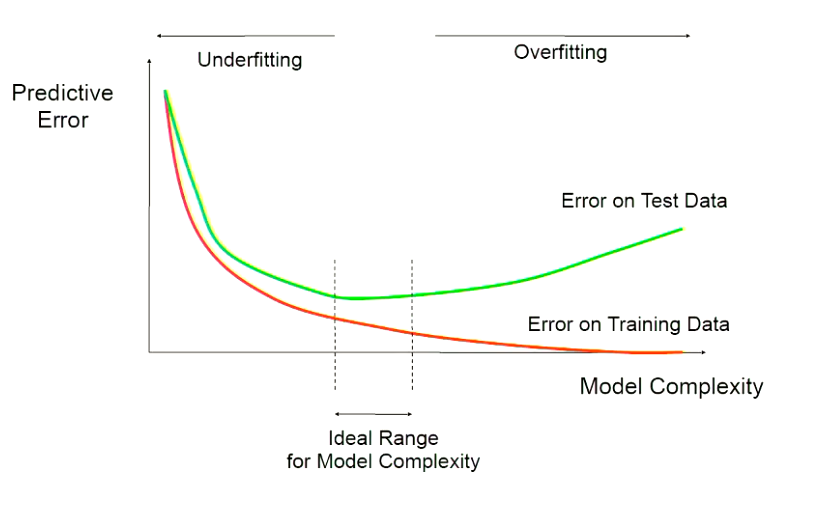 Underfitting
Overfitting
Predictive
Error
Error on Test Data
Error on Training Data
Model Complexity
Ideal Range
for Model Complexity